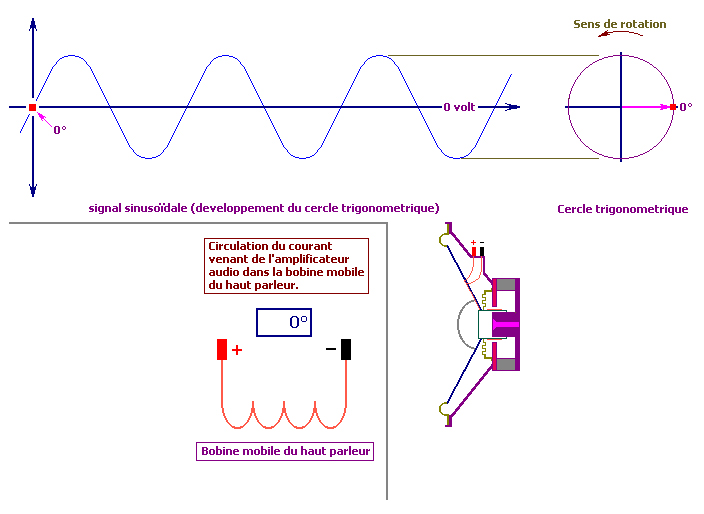 Sens de rotation
0 volt
0°
0°
signal sinusoïdale (developpement du cercle trigonometrique)
Cercle trigonometrique
Circulation du courant
venant de l'amplificateur
audio dans la bobine mobile
du haut parleur.
+ -
0°
+ -
Bobine mobile du haut parleur